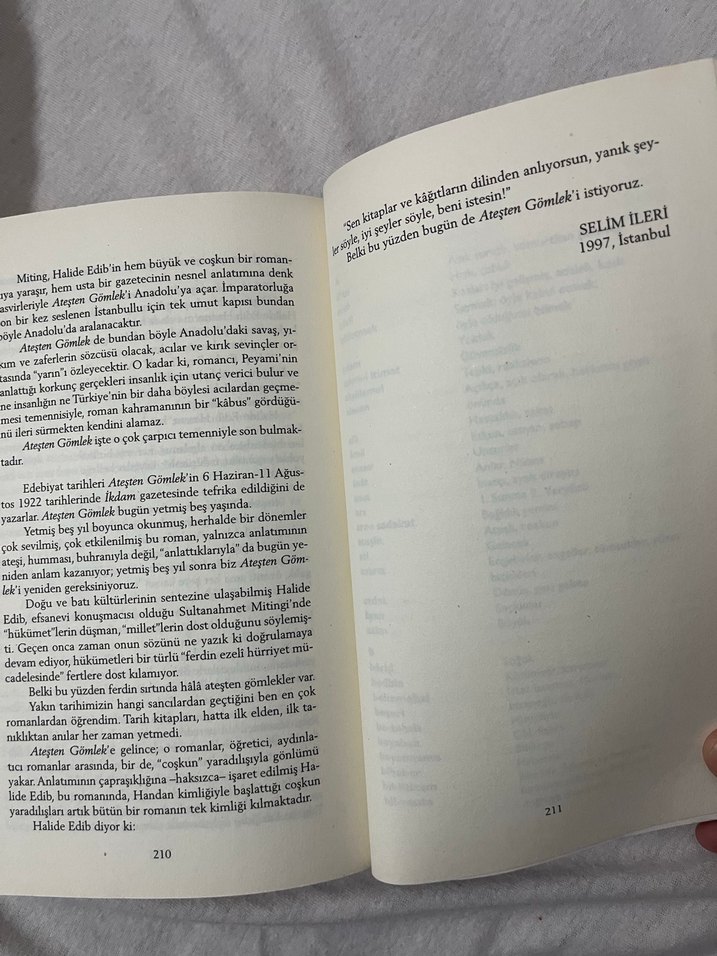 Miting, Halide Edib'in hem büyük ve coşkun bir roman-
ıya yaraşır, hem usta bir gazetecinin nesnel anlatımına denk
asvirleriyle Ateşten Gömlek'i Anadolu'ya açar. İmparatorluğa
on bir kez seslenen İstanbullu için tek umut kapısı bundan
böyle Anadolu'da aralanacaktır.
Ateşten Gömlek de bundan böyle Anadolu'daki savaş, yı-
kım ve zaferlerin sözcüsü olacak, acılar ve kırık sevinçler or-
tasında "yarın"ı özleyecektir. O kadar ki, romancı, Peyami'nin
anlattığı korkunç gerçekleri insanlık için utanç verici bulur ve
ne insanlığın ne Türkiye'nin bir daha böylesi acılardan geçme-
mesi temennisiyle, roman kahramanının bir "kâbus" gördüğü-
nü ileri sürmekten kendini alamaz.
Ateşten Gömlek işte o çok çarpıcı temenniyle son bulmak-
tadır.
Edebiyat tarihleri Ateşten Gömlek'in 6 Haziran-11 Ağus-
tos 1922 tarihlerinde İkdam gazetesinde tefrika edildiğini de
yazarlar. Ateşten Gömlek bugün yetmiş beş yaşında.
Yetmiş beş yıl boyunca okunmuş, herhalde bir dönemler
çok sevilmiş, çok etkilenilmiş bu roman, yalnızca anlatımının
ateşi, humması, buhranıyla değil, "anlattıklarıyla" da bugün ye-
niden anlam kazanıyor; yetmiş beş yıl sonra biz Ateşten Göm-
lek'i yeniden gereksiniyoruz.
Doğu ve batı kültürlerinin sentezine ulaşabilmiş Halide
Edib, efsanevi konuşmacısı olduğu Sultanahmet Mitingi'nde
"hükümet"lerin düşman, "millet"lerin dost olduğunu söylemiş-
ti. Geçen onca zaman onun sözünü ne yazık ki doğrulamaya
devam ediyor, hükümetleri bir türlü "ferdin ezelî hürriyet mü-
cadelesinde" fertlere dost kılamıyor.
Belki bu yüzden ferdin sırtında hâlâ ateşten gömlekler var.
Yakın tarihimizin hangi sancılardan geçtiğini ben en çok
romanlardan öğrendim. Tarih kitapları, hatta ilk elden, ilk ta-
nıklıktan anılar her zaman yetmedi.
Ateşten Gömlek'e gelince; o romanlar, öğretici, aydınla-
tıcı romanlar arasında, bir de, "coşkun" yaradılışıyla gönlümü
yakar. Anlatımının çapraşıklığına –haksızca– işaret edilmiş Ha-
lide Edib, bu romanında, Handan kimliğiyle başlattığı coşkun
yaradılışları artık bütün bir romanın tek kimliği kılmaktadır.
Halide Edib diyor ki:
210
"Sen kitaplar ve kâğıtların dilinden anlıyorsun, yanık şey-
ler söyle, iyi şeyler söyle, beni istesin!"
Belki bu yüzden bugün de Ateşten Gömlek'i istiyoruz.
SELİM İLERİ
1997, İstanbul
211